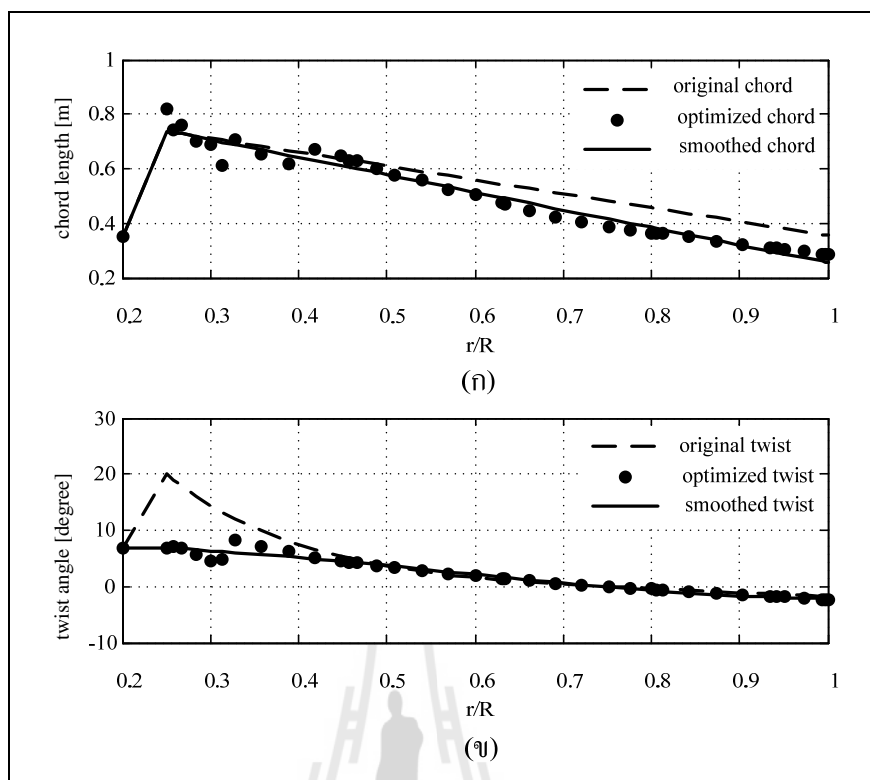 1
0.8
0.6
0.4
0.2
chord length [m]
original chord
optimized chord
smoothed chord
0.2 0.3 0.4 0.5 0.6 0.7 0.8 0.9 1
r/R
(ก)
30
20
10
0
-10
twist angle [degree]
original twist
optimized twist
smoothed twist
0.2 0.3 0.4 0.5 0.6 0.7 0.8 0.9 1
r/R
(ข)